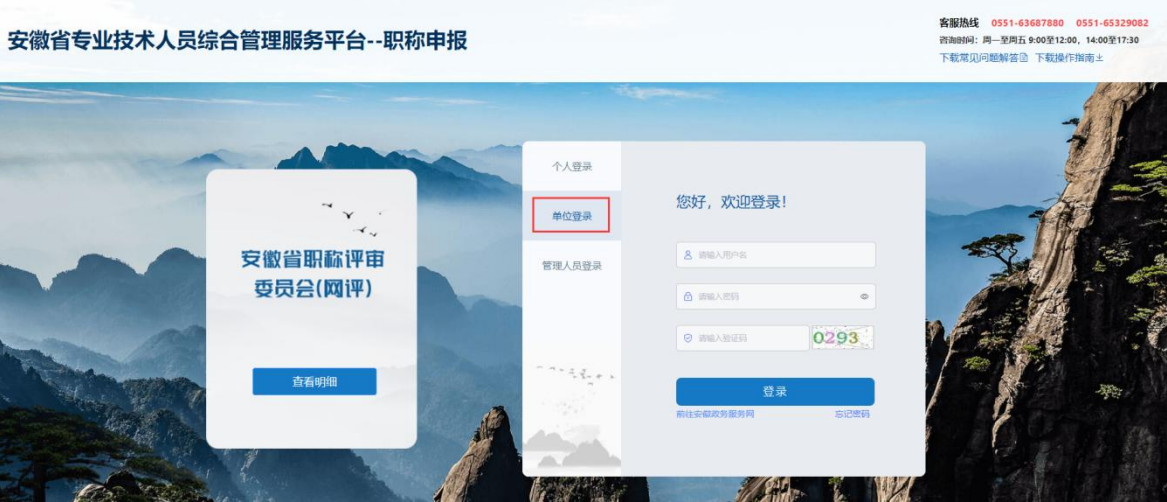 安徽省专业技术人员综合管理服务平台--职称申报
客服热线 0551-63687880 0551-65329082
咨询时间：周一至周五 9:00至12:00，14:00至17:30
下载常见问题解答 下载操作指南
安徽省职称评审
委员会(网评)
查看明细
个人登录
单位登录
管理人员登录
您好，欢迎登录！
请输入用户名
请输入密码
请输入验证码 0293
登录
前往安徽政务服务网 忘记密码